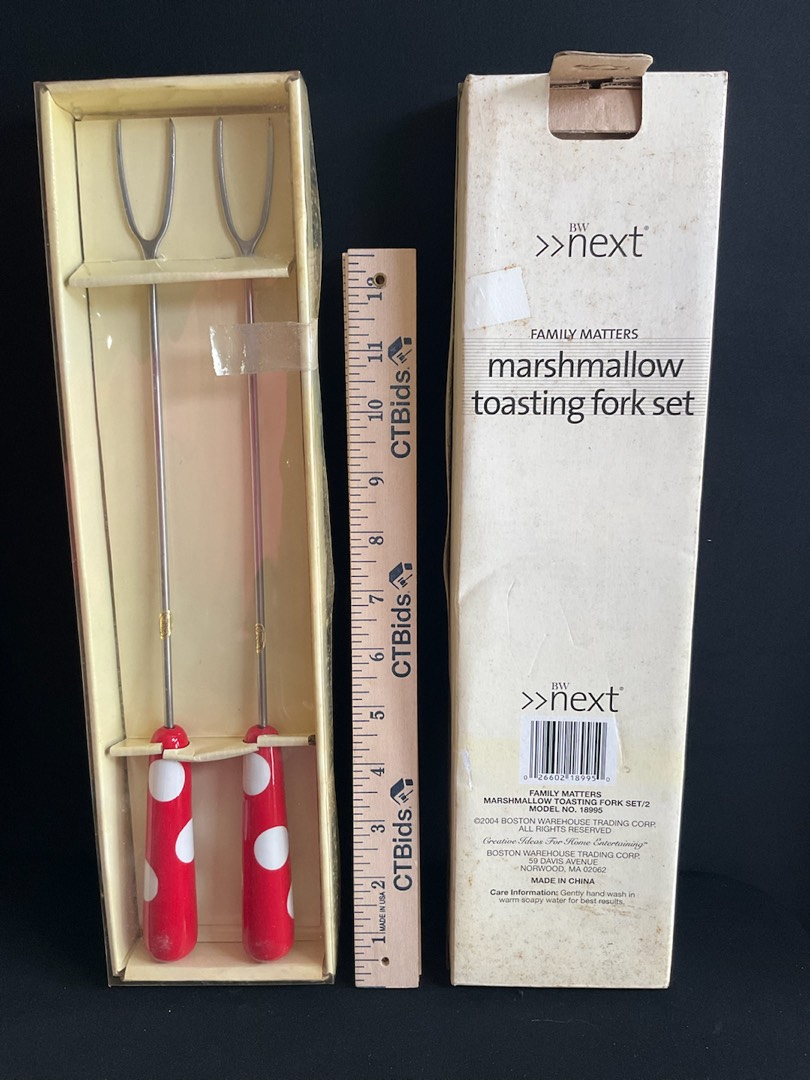 12
11
10
9
8
7
6
5
4
3
2
1
CTBids.
CTBids.
CTBids.
MADE IN USA
BW
>>next®
FAMILY MATTERS
marshmallow
toasting fork set
BW
>>next®
0 26602 18995 0
FAMILY MATTERS
MARSHMALLOW TOASTING FORK SET/2
MODEL NO. 18995
©2004 BOSTON WAREHOUSE TRADING CORP.
ALL RIGHTS RESERVED
Creative Ideas For Home Entertaining™
BOSTON WAREHOUSE TRADING CORP.
59 DAVIS AVENUE
NORWOOD, MA 02062
MADE IN CHINA
Care Information: Gently hand wash in
warm soapy water for best results.